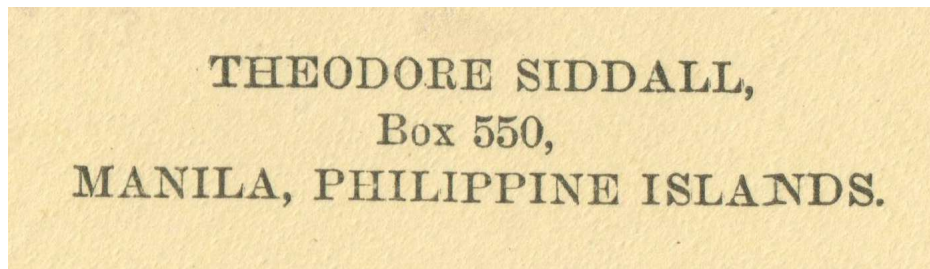 THEODORE SIDDALL,
Box 550,
MANILA, PHILIPPINE ISLANDS.